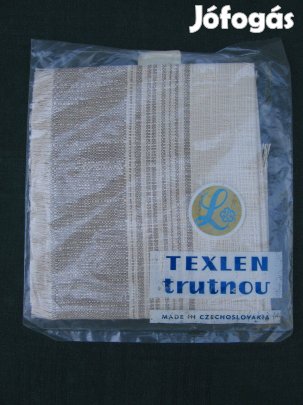 Jófogás
L
TEXLEN
trutnov
MADE IN CZECHOSLOVAKIA